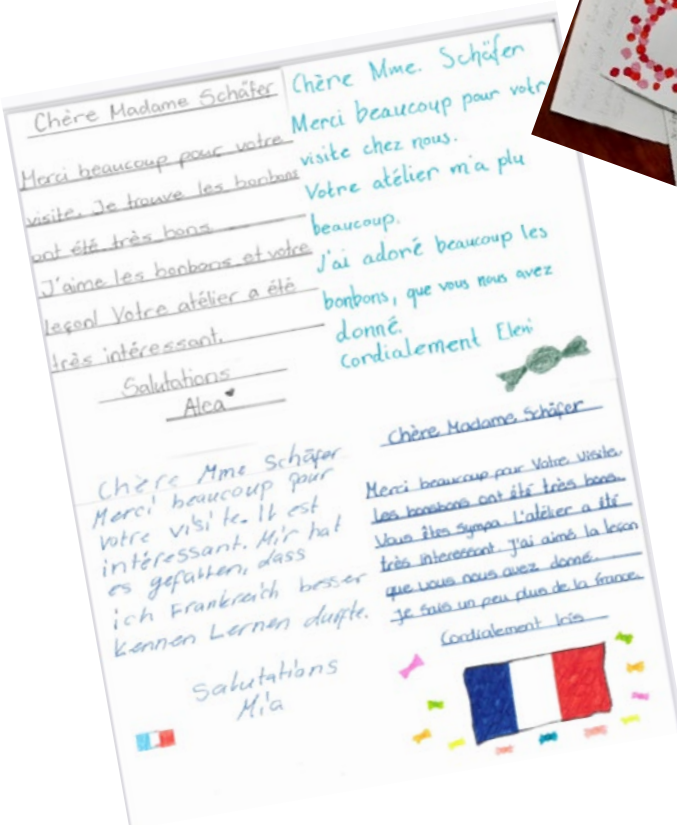 Chère Madame Schäfer
Merci beaucoup pour votre
visite. Je trouve les bonbons
ont été très bons.
J'aime les bonbons et votre
leçon! Votre atélier a été
très intéressant.
Salutations
Alea
Chère Mme. Schäfer
Merci beaucoup pour votr
visite chez nous.
Votre atélier m'a plu
beaucoup.
J'ai adoré beaucoup les
bonbons, que vous nous avez
donné.
Cordialement Eleni
Chère Mme Schäfer
Merci beaucoup pour
votre visite. Il est
intéressant. Mir hat
es gefallen, dass
ich Frankreich besser
kennen Lernen durfte.
Salutations
Mia
Chère Madame Schäfer
Merci beaucoup pour Votre Visite.
Les bonsbons ont été très bons.
Vous êtes sympa. L'atélier a été
très interessant. J'ai aimé la leçon
que vous nous avez donné.
Je sais un peu plus de la france.
Cordialement Iris